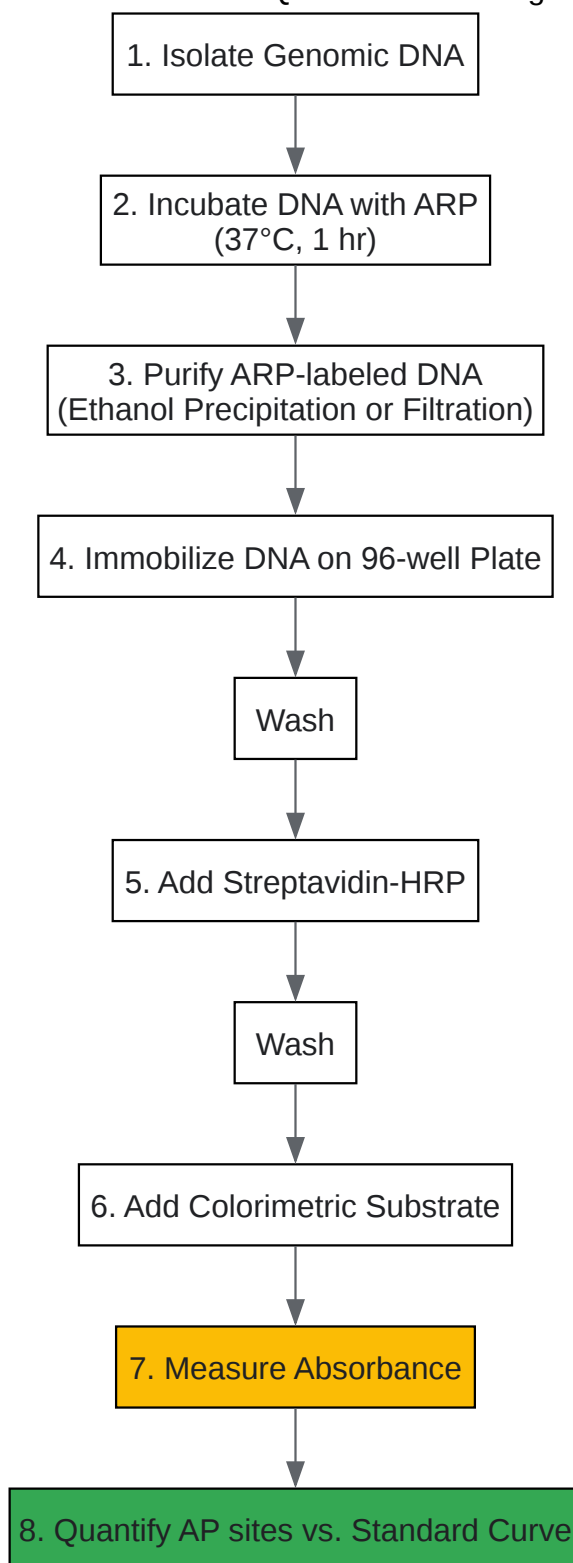 1. Isolate Genomic DNA
2. Incubate DNA with ARP
(37°C, 1 hr)
3. Purify ARP-labeled DNA
(Ethanol Precipitation or Filtration)
4. Immobilize DNA on 96-well Plate
Wash
5. Add Streptavidin-HRP
Wash
6. Add Colorimetric Substrate
7. Measure Absorbance
8. Quantify AP sites vs. Standard Curve